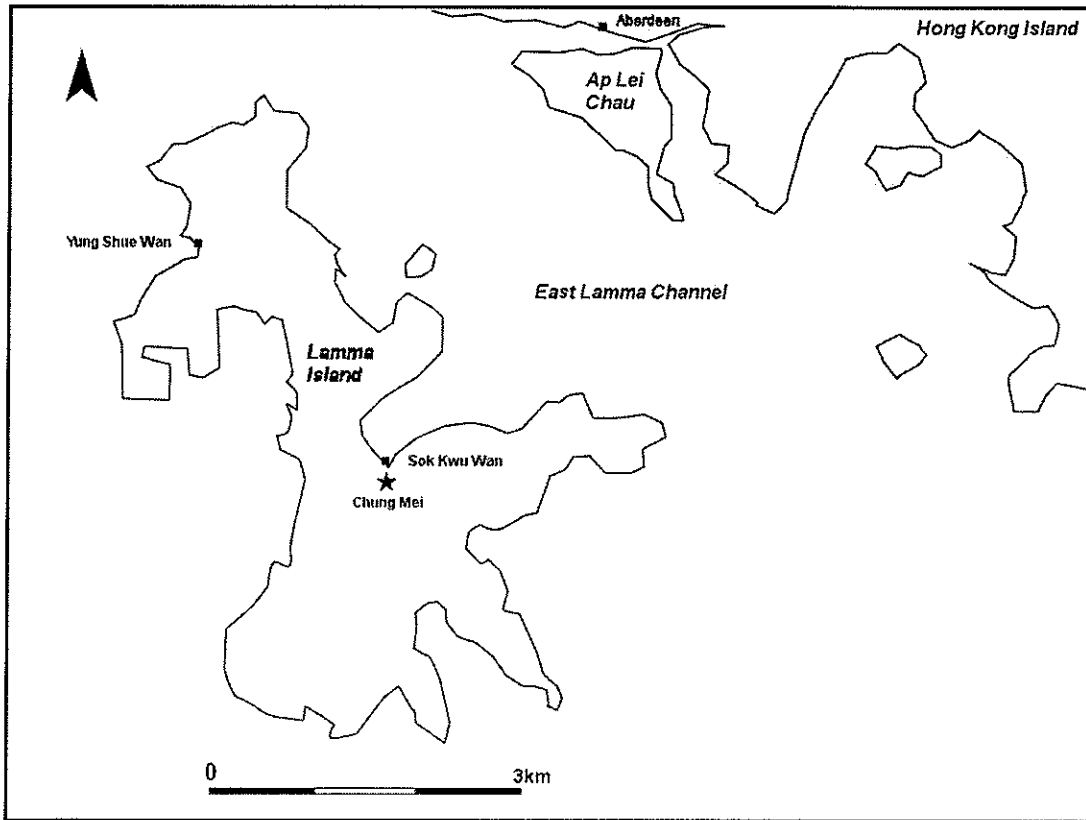 Aberdeen
Hong Kong Island
Ap Lei
Chau
Yung Shue Wan
East Lamma Channel
Lamma
Island
Sok Kwu Wan
Chung Mei
0
3km